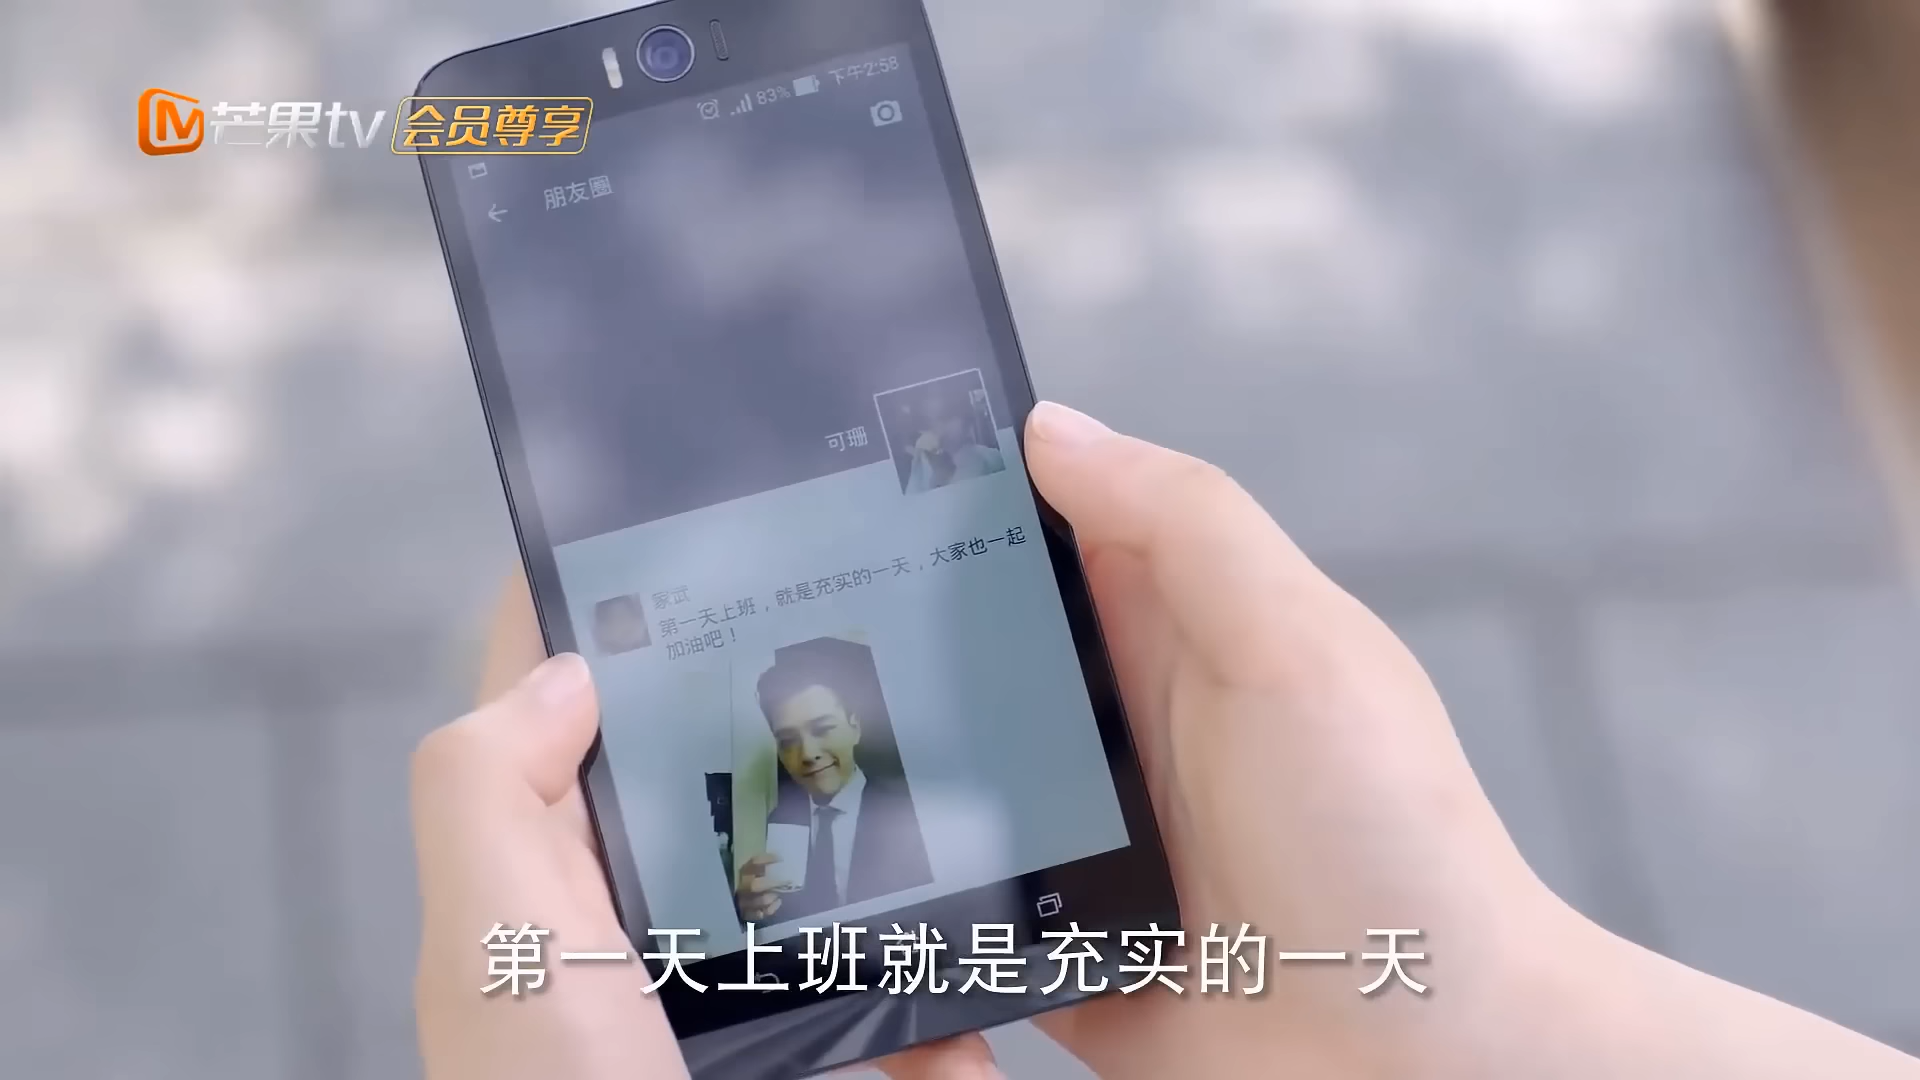 芒果tv 会员尊享
83% 下午2:58
朋友圈
可珊
家武
第一天上班，就是充实的一天，大家也一起
加油吧！
第一天上班就是充实的一天